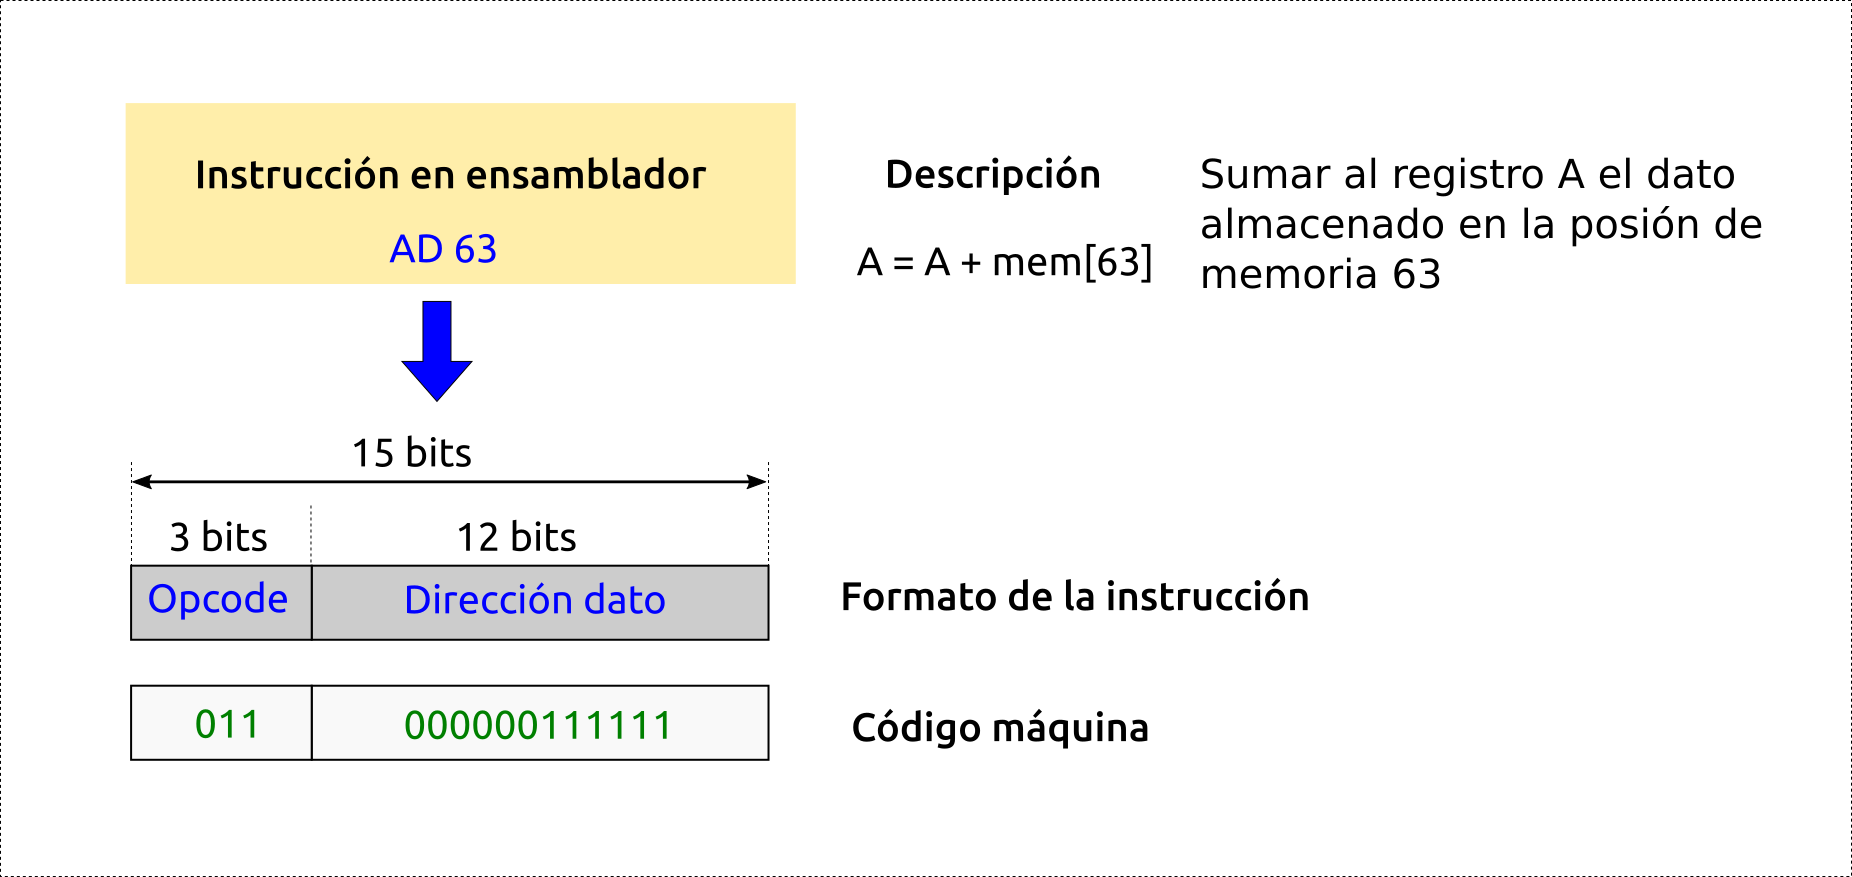 Instrucción en ensamblador
AD 63
Descripción
A = A + mem[63]
Sumar al registro A el dato
almacenado en la posión de
memoria 63
15 bits
3 bits
12 bits
Opcode
Dirección dato
Formato de la instrucción
011
000000111111
Código máquina